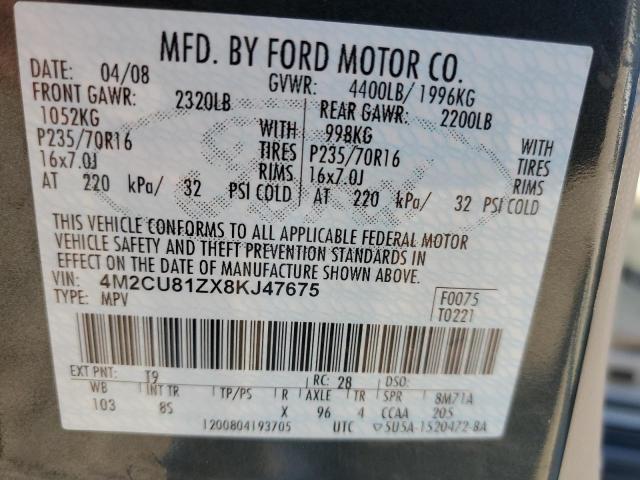 MFD. BY FORD MOTOR CO.
DATE: 04/08 GVWR: 4400LB/ 1996KG
FRONT GAWR: 2320LB REAR GAWR: 2200LB
1052KG WITH 998KG WITH
P235/70R16 TIRES P235/70R16 TIRES
16x7.0J RIMS 16x7.0J RIMS
AT 220 kPa/ 32 PSI COLD AT 220 kPa/ 32 PSI COLD
THIS VEHICLE CONFORMS TO ALL APPLICABLE FEDERAL MOTOR
VEHICLE SAFETY AND THEFT PREVENTION STANDARDS IN
EFFECT ON THE DATE OF MANUFACTURE SHOWN ABOVE.
VIN: 4M2CU81ZX8KJ47675 F0075
TYPE: MPV T0221
EXT PNT: T9 RC: 28 DSO:
WB INT TR TP/PS R AXLE TR SPR 8M71A
103 8S X 96 4 CCAA 205
1200804193705 UTC ▽5U5A-1520472-BA